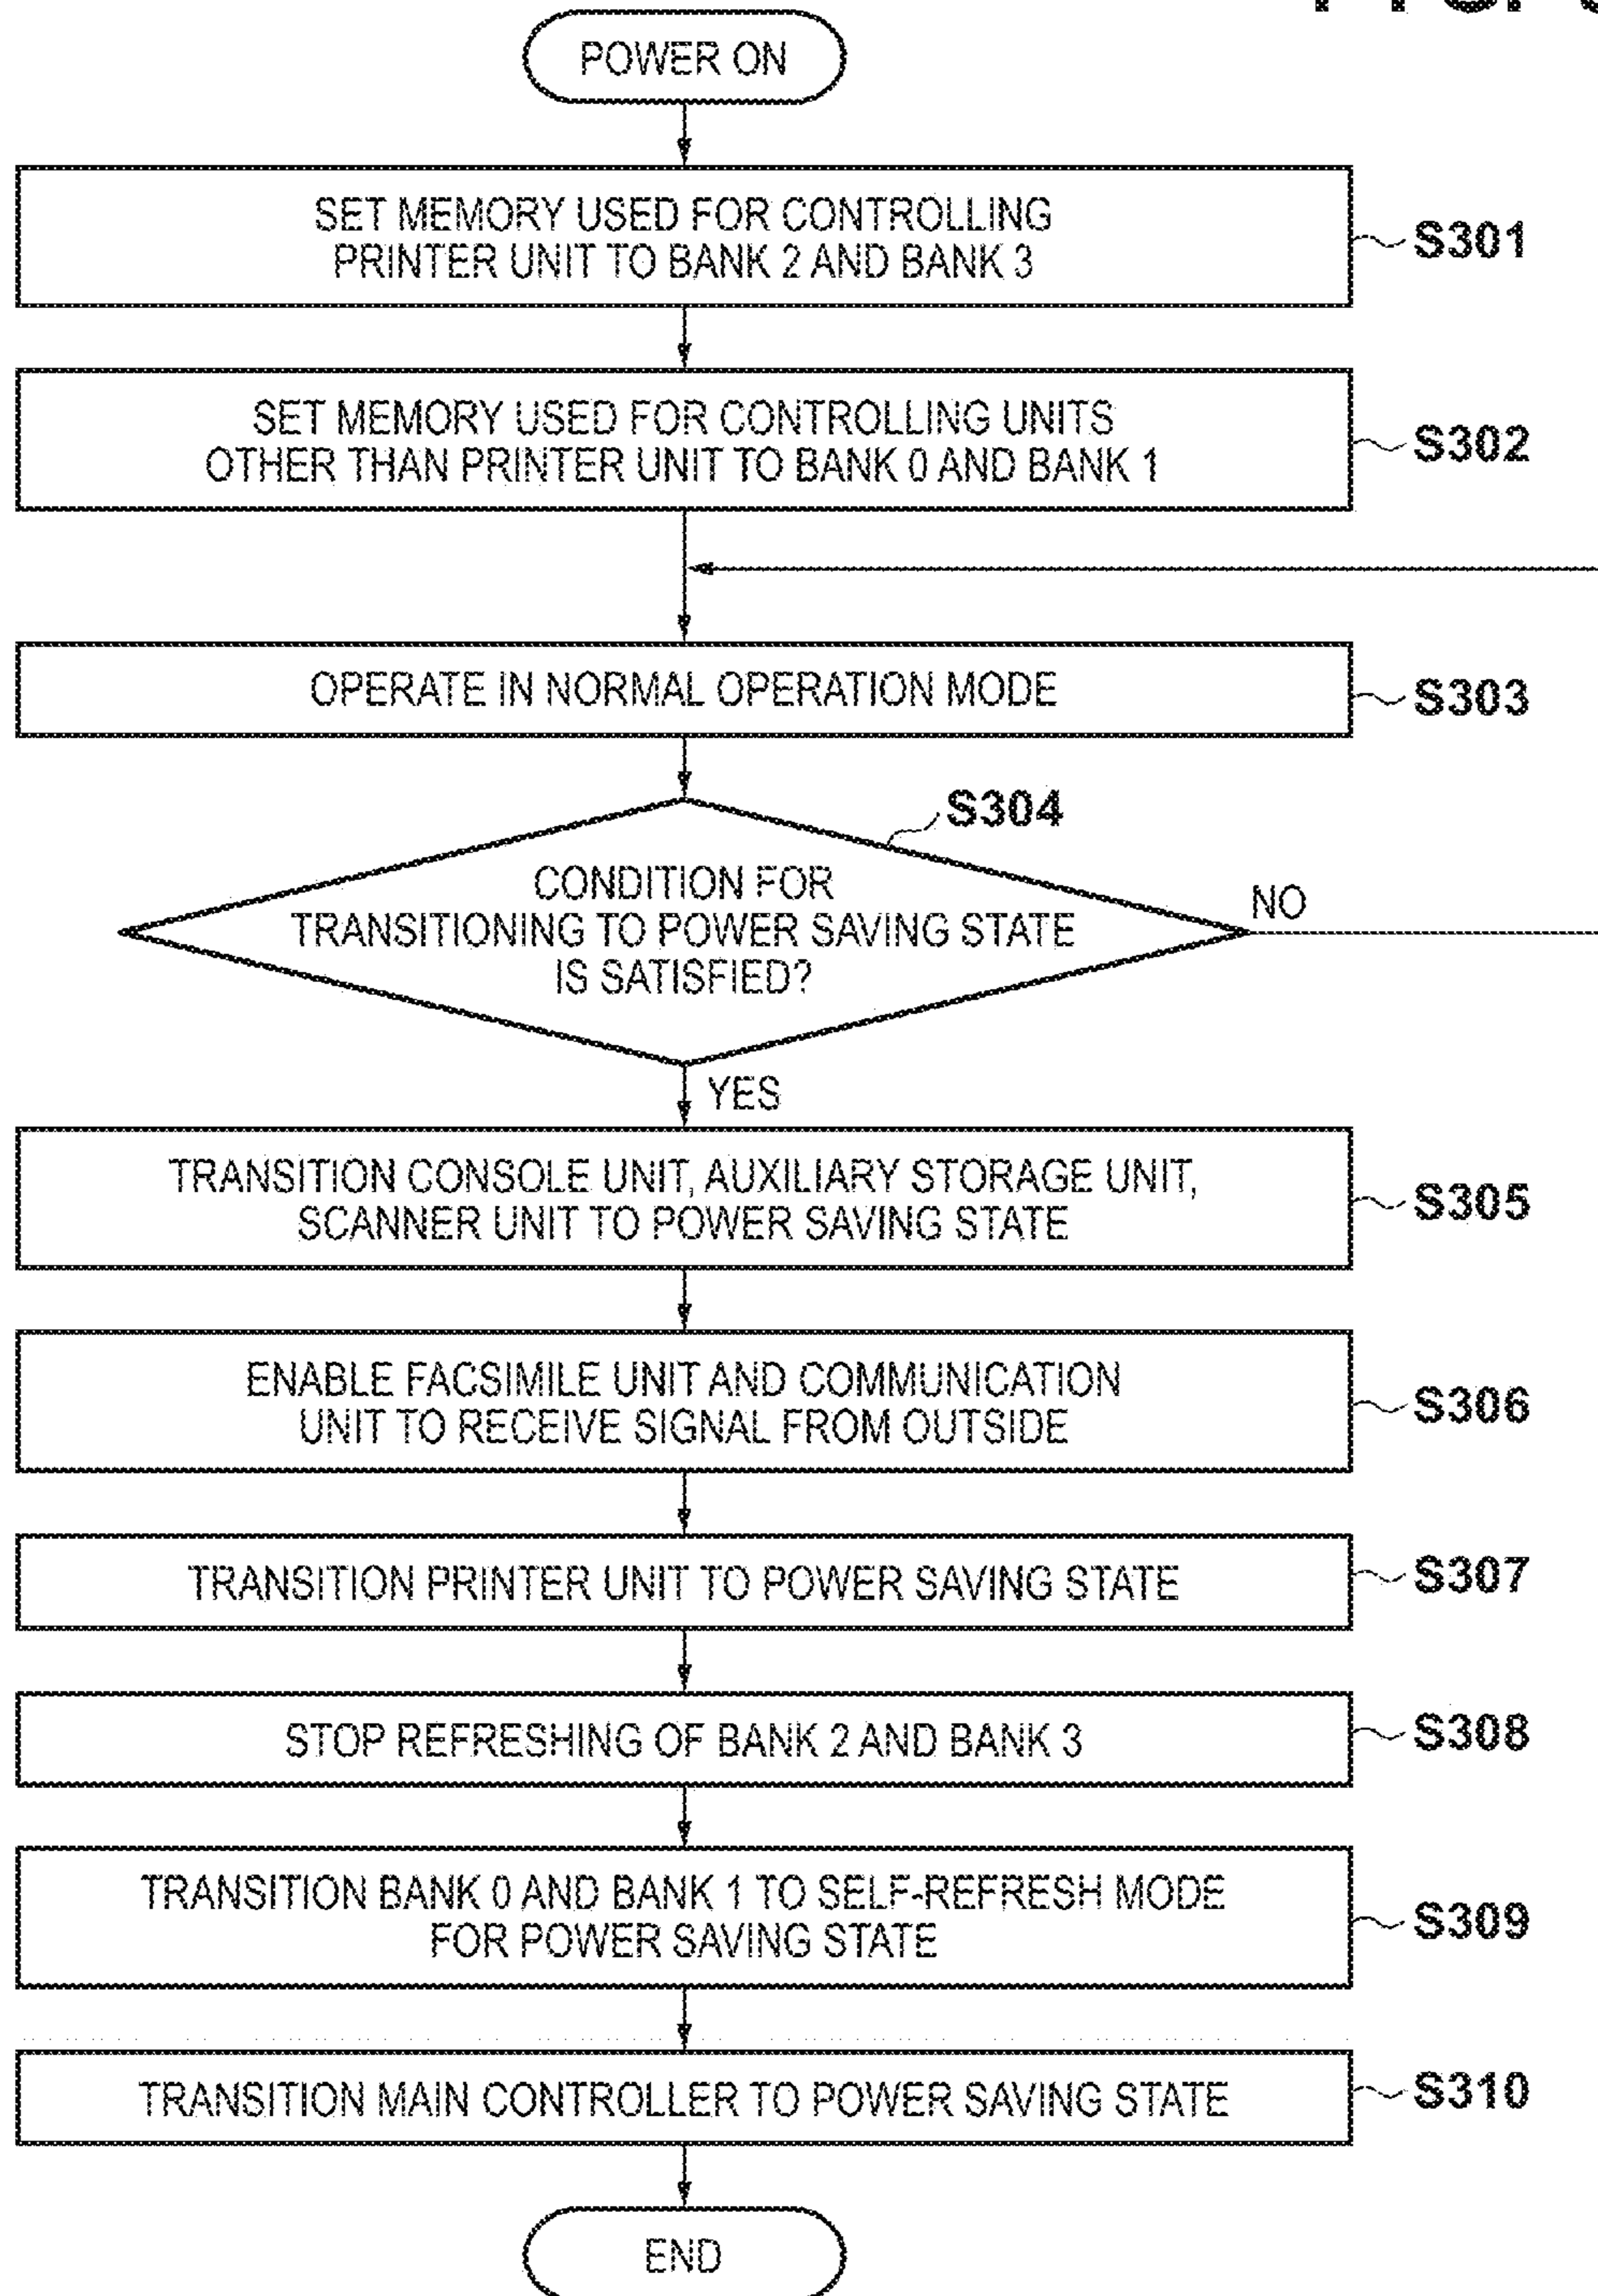 POWER ON
SET MEMORY USED FOR CONTROLLING
PRINTER UNIT TO BANK 2 AND BANK 3
S301
SET MEMORY USED FOR CONTROLLING UNITS
OTHER THAN PRINTER UNIT TO BANK 0 AND BANK 1
S302
OPERATE IN NORMAL OPERATION MODE
S303
S304
CONDITION FOR
TRANSITIONING TO POWER SAVING STATE
IS SATISFIED?
NO
YES
TRANSITION CONSOLE UNIT, AUXILIARY STORAGE UNIT,
SCANNER UNIT TO POWER SAVING STATE
S305
ENABLE FACSIMILE UNIT AND COMMUNICATION
UNIT TO RECEIVE SIGNAL FROM OUTSIDE
S306
TRANSITION PRINTER UNIT TO POWER SAVING STATE
S307
STOP REFRESHING OF BANK 2 AND BANK 3
S308
TRANSITION BANK 0 AND BANK 1 TO SELF-REFRESH MODE
FOR POWER SAVING STATE
S309
TRANSITION MAIN CONTROLLER TO POWER SAVING STATE
S310
END